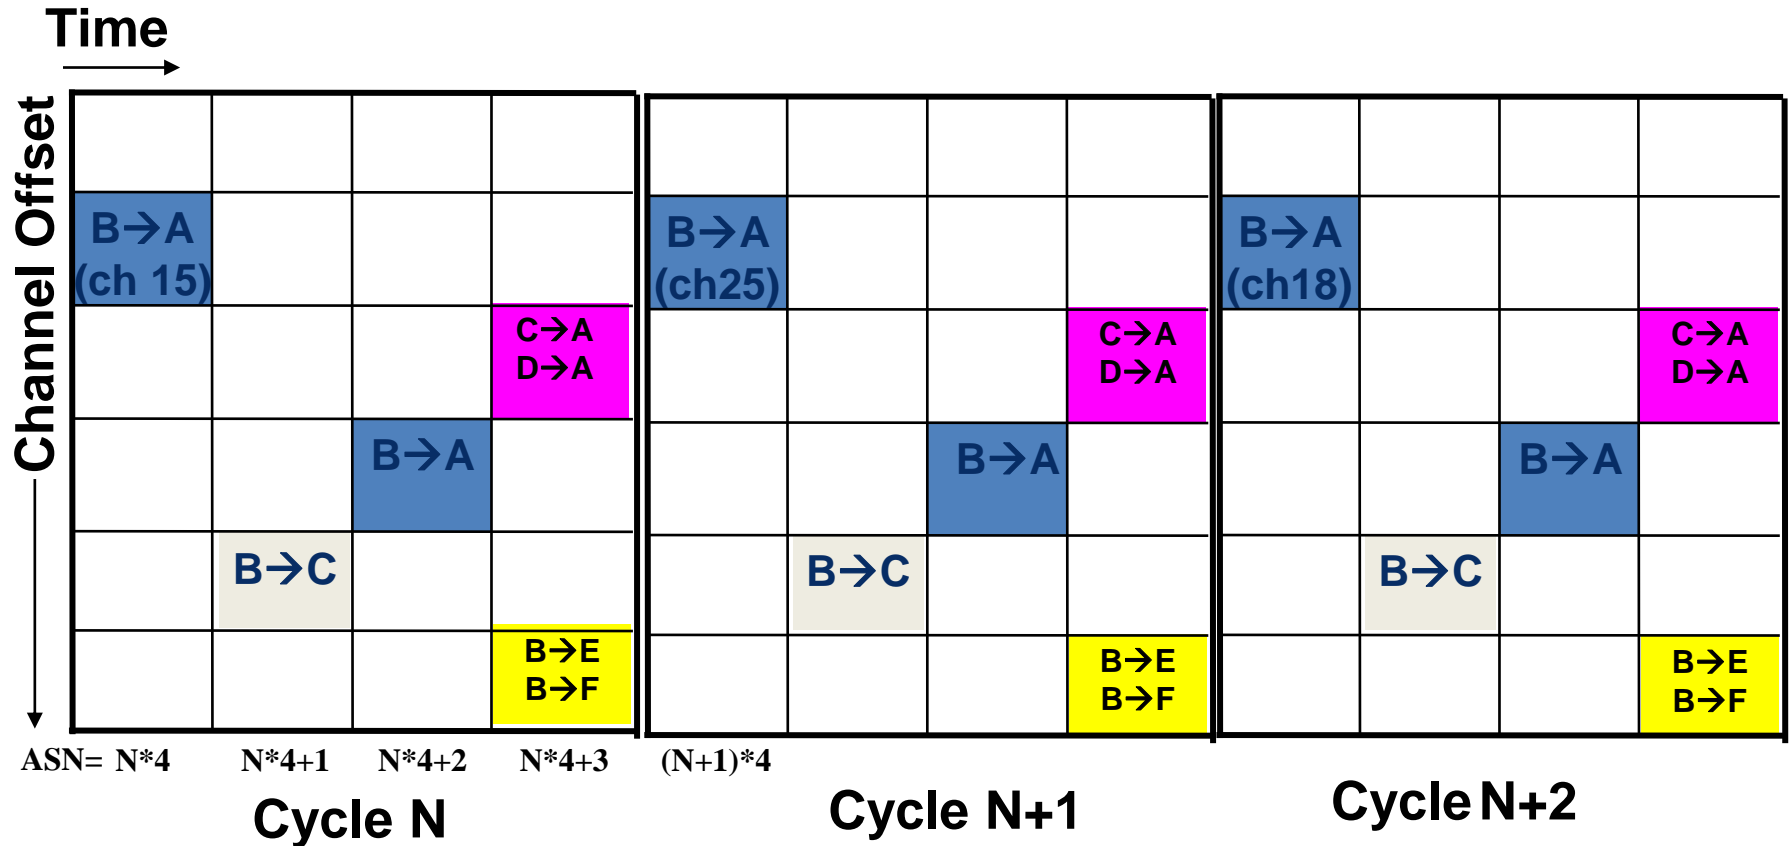 Time
Channel Offset
B→A
(ch 15)
C→A
D→A
B→A
B→C
B→E
B→F
B→A
(ch25)
C→A
D→A
B→A
B→C
B→E
B→F
B→A
(ch18)
C→A
D→A
B→A
B→C
B→E
B→F
ASN= N*4 N*4+1 N*4+2 N*4+3 (N+1)*4
Cycle N Cycle N+1 Cycle N+2